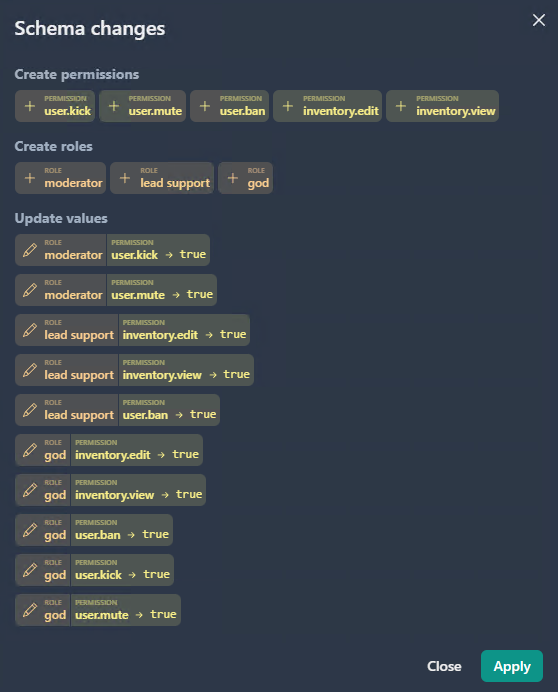 Schema changes
Create permissions
PERMISSION PERMISSION PERMISSION PERMISSION PERMISSION
user.kick user.mute user.ban inventory.edit inventory.view
Create roles
ROLE ROLE ROLE
moderator lead support god
Update values
ROLE PERMISSION
moderator user.kick → true
ROLE PERMISSION
moderator user.mute → true
ROLE PERMISSION
lead support inventory.edit → true
ROLE PERMISSION
lead support inventory.view → true
ROLE PERMISSION
lead support user.ban → true
ROLE PERMISSION
god inventory.edit → true
ROLE PERMISSION
god inventory.view → true
ROLE PERMISSION
god user.ban → true
ROLE PERMISSION
god user.kick → true
ROLE PERMISSION
god user.mute → true
Close Apply